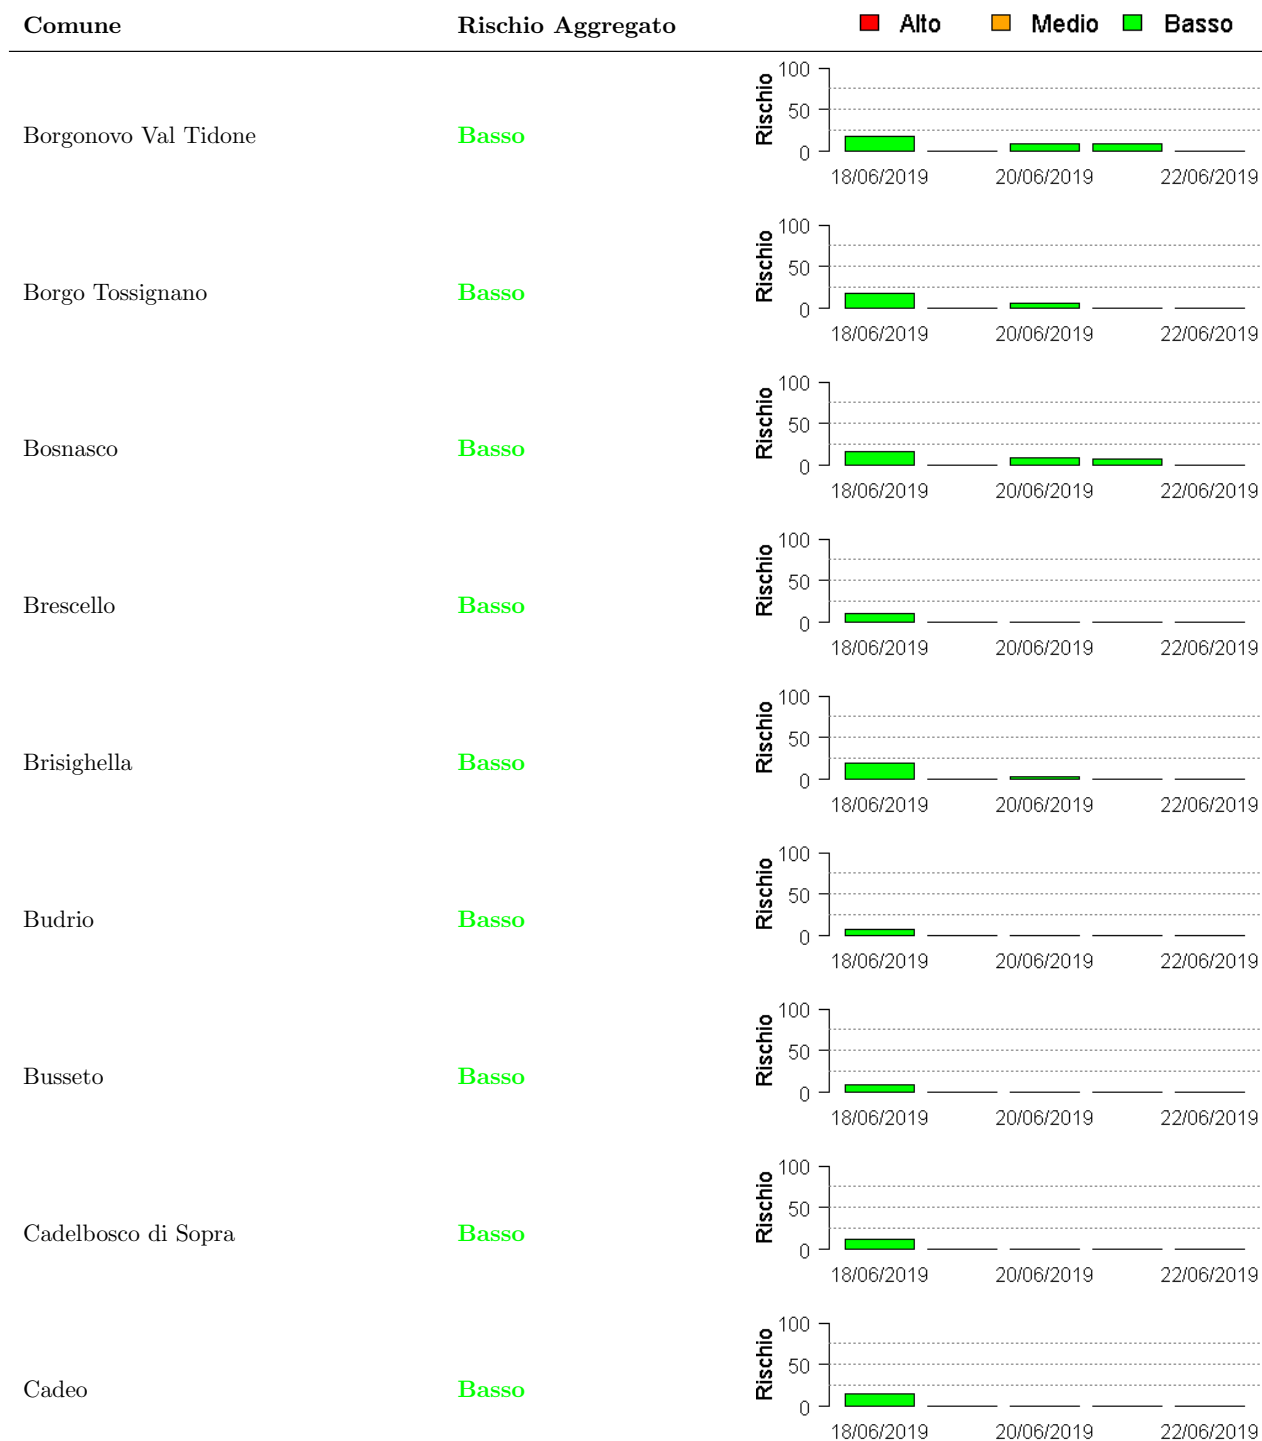 Comune Rischio Aggregato Alto Medio Basso
Borgonovo Val Tidone Basso
Rischio
100
50
0
18/06/2019 20/06/2019 22/06/2019
Borgo Tossignano Basso
Rischio
100
50
0
18/06/2019 20/06/2019 22/06/2019
Bosnasco Basso
Rischio
100
50
0
18/06/2019 20/06/2019 22/06/2019
Brescello Basso
Rischio
100
50
0
18/06/2019 20/06/2019 22/06/2019
Brisighella Basso
Rischio
100
50
0
18/06/2019 20/06/2019 22/06/2019
Budrio Basso
Rischio
100
50
0
18/06/2019 20/06/2019 22/06/2019
Busseto Basso
Rischio
100
50
0
18/06/2019 20/06/2019 22/06/2019
Cadelbosco di Sopra Basso
Rischio
100
50
0
18/06/2019 20/06/2019 22/06/2019
Cadeo Basso
Rischio
100
50
0
18/06/2019 20/06/2019 22/06/2019